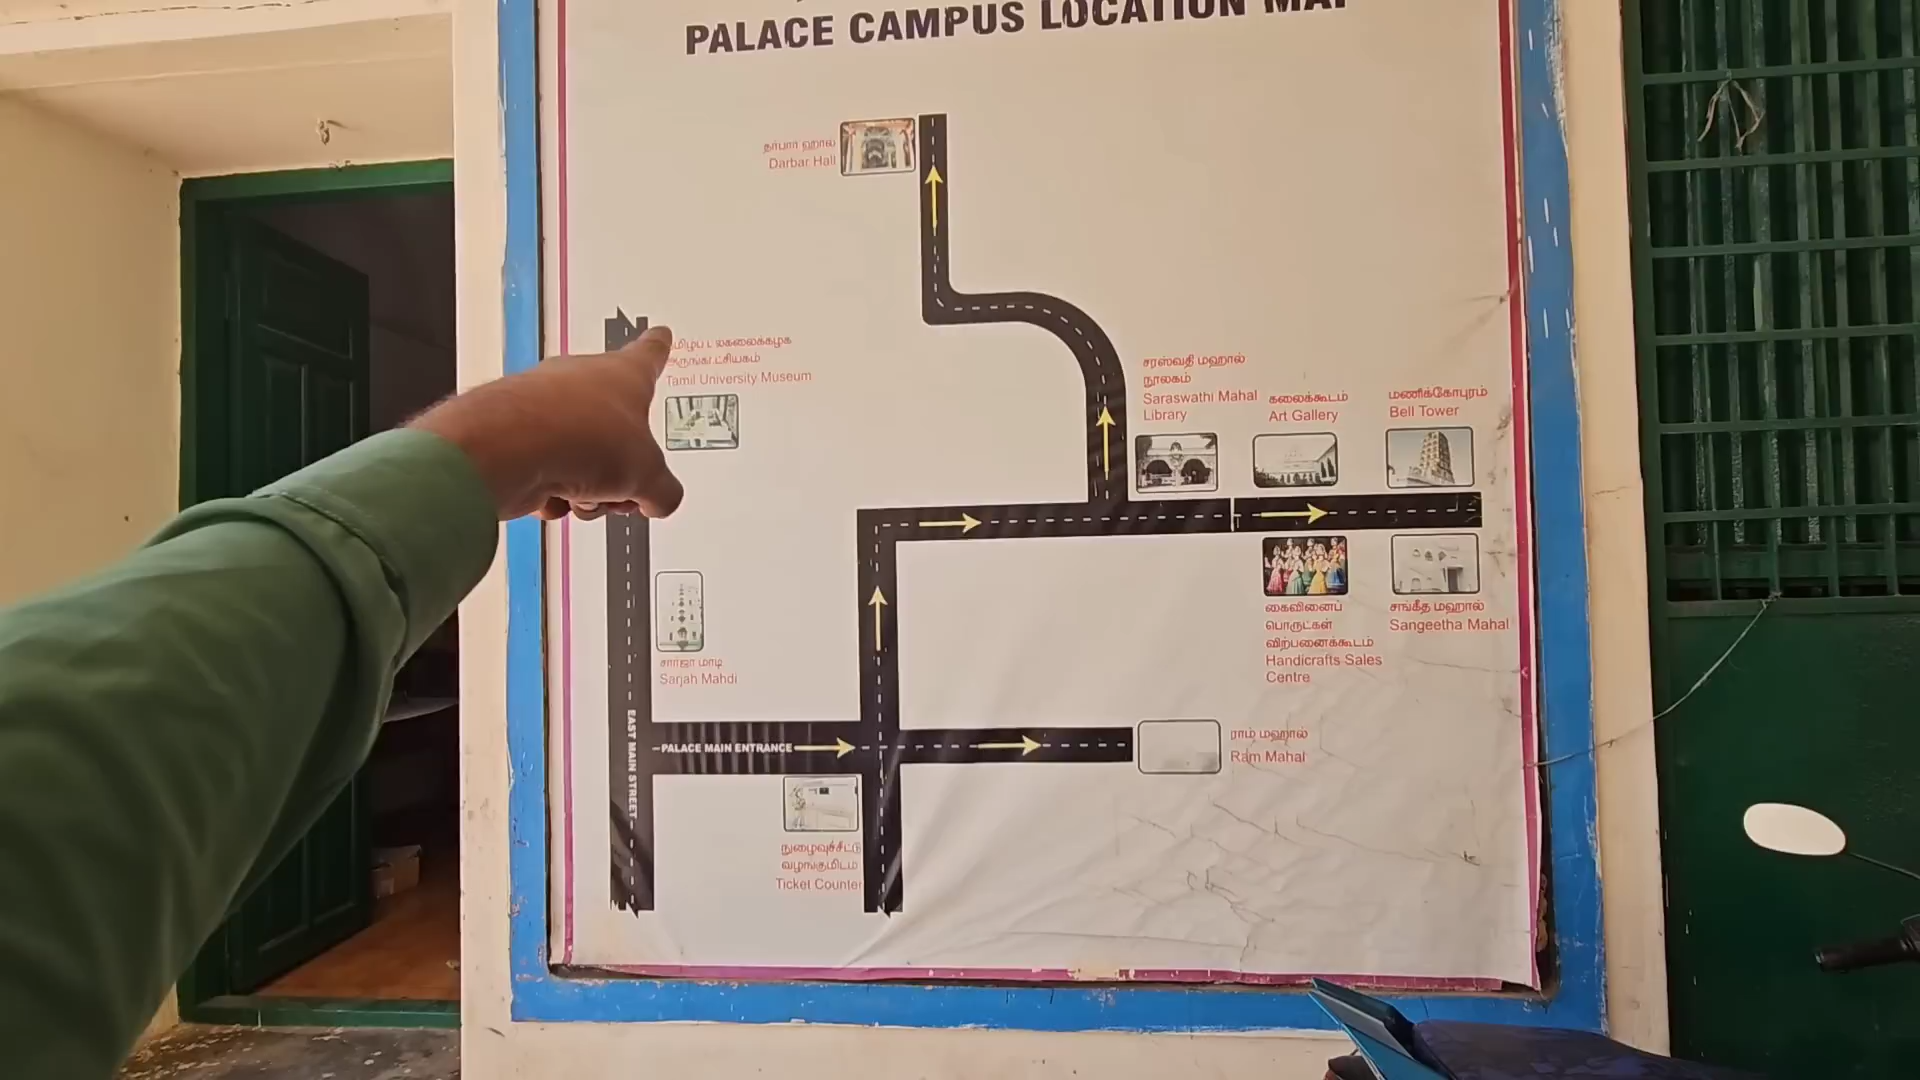 PALACE CAMPUS LOCATION MAP
தர்பார் ஹால்
Darbar Hall
Tamil University Museum
சரஸ்வதி மஹால்
நூலகம்
Saraswathi Mahal
Library
கலைக்கூடம்
Art Gallery
மணிக்கோபுரம்
Bell Tower
சார்ஜா மாடி
Sarjah Mahdi
கைவினைப்
பொருட்கள்
விற்பனைக்கூடம்
Handicrafts Sales
Centre
சங்கீத மஹால்
Sangeetha Mahal
EAST MAIN STREET
PALACE MAIN ENTRANCE
ராம் மஹால்
Ram Mahal
நுழைவுச்சீட்டு
வழங்குமிடம்
Ticket Counter